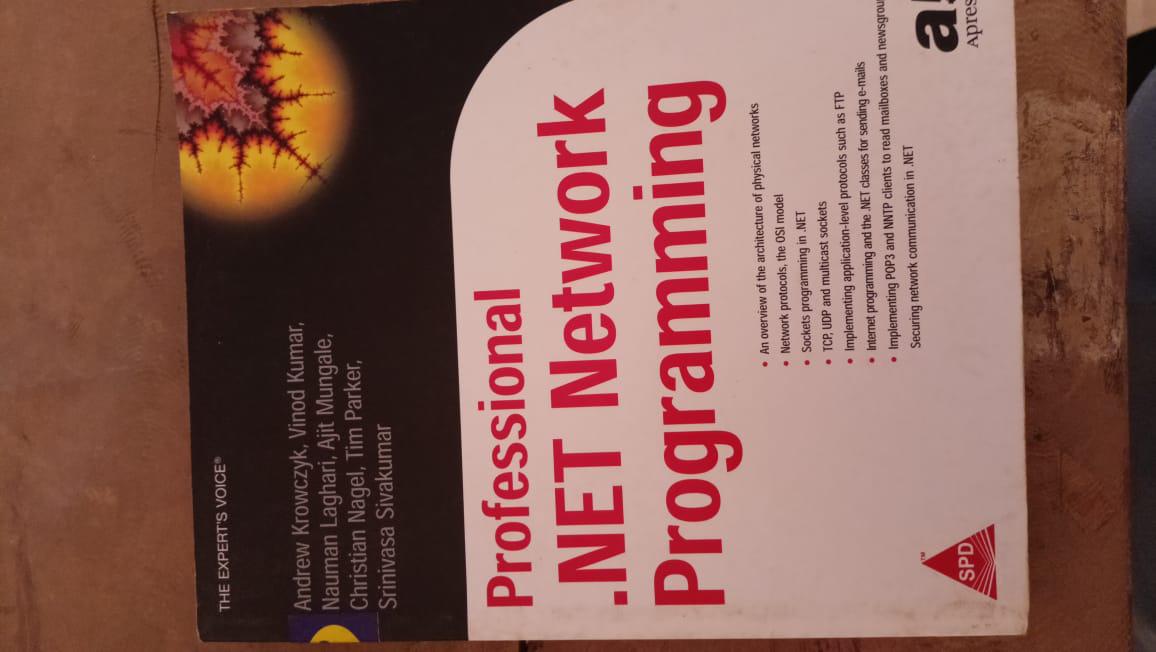 THE EXPERT'S VOICE®
Andrew Krowczyk, Vinod Kumar,
Nauman Laghari, Ajit Mungale,
Christian Nagel, Tim Parker,
Srinivasa Sivakumar
Professional
.NET Network
Programming
• An overview of the architecture of physical networks
• Network protocols, the OSI model
• Sockets programming in .NET
• TCP, UDP and multicast sockets
• Implementing application-level protocols such as FTP
• Internet programming and the .NET classes for sending e-mails
• Implementing POP3 and NNTP clients to read mailboxes and
Securing network communication in .NET
SPD™